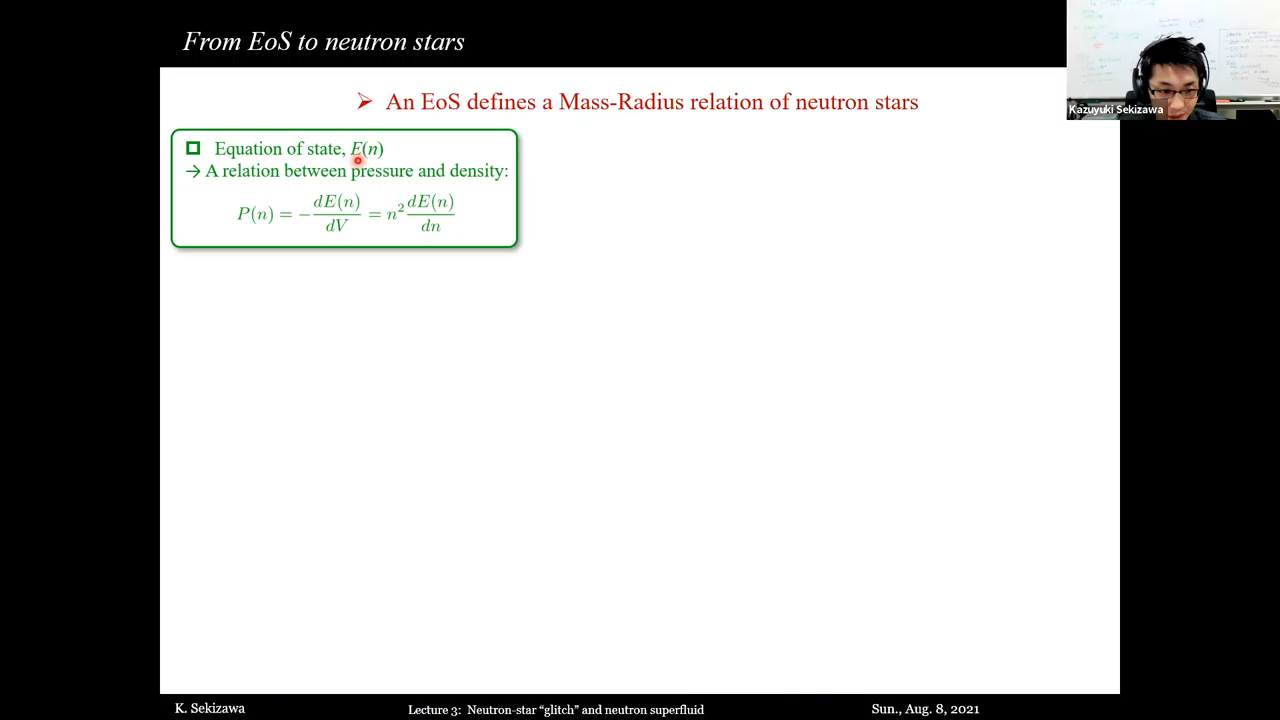 From EoS to neutron stars
Kazuyuki Sekizawa
➢ An EoS defines a Mass-Radius relation of neutron stars
Equation of state, E(n)
→ A relation between pressure and density:
P(n) = − dE(n)/dV = n² dE(n)/dn
K. Sekizawa
Lecture 3: Neutron-star “glitch” and neutron superfluid
Sun., Aug. 8, 2021